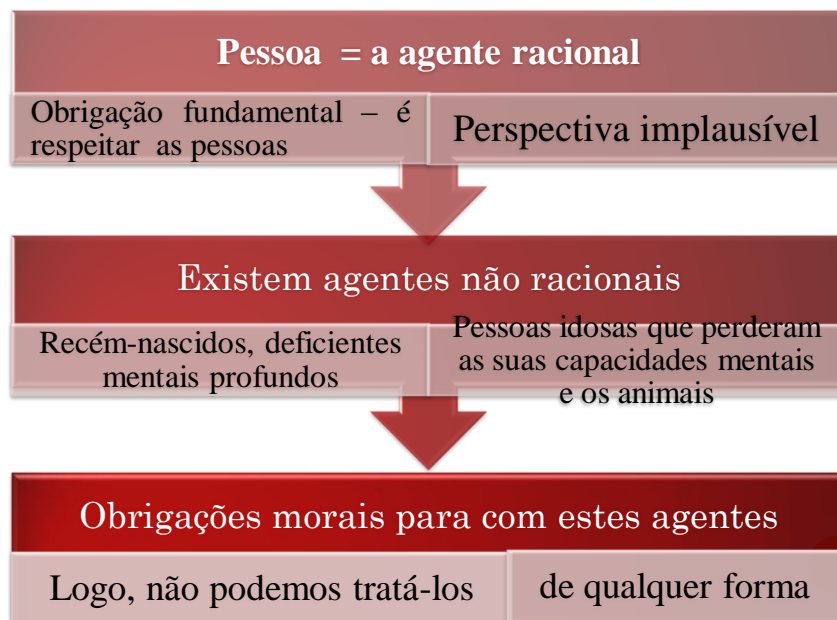 Pessoa = a agente racional
Obrigação fundamental – é
respeitar as pessoas
Perspectiva implausível
Existem agentes não racionais
Recém-nascidos, deficientes
mentais profundos
Pessoas idosas que perderam
as suas capacidades mentais
e os animais
Obrigações morais para com estes agentes
Logo, não podemos tratá-los
de qualquer forma